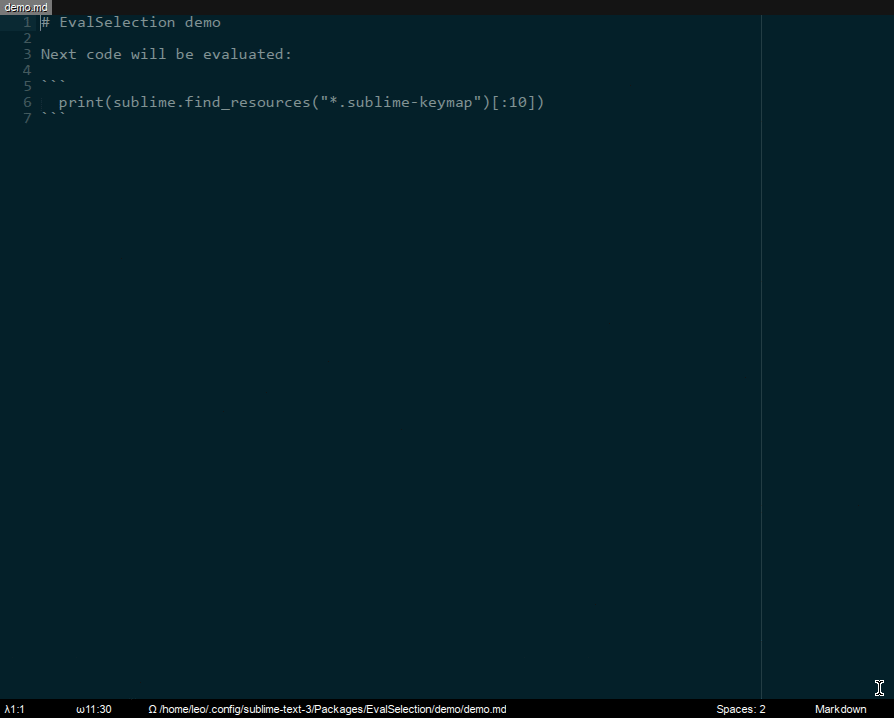 demo.md
1 # EvalSelection demo
2
3 Next code will be evaluated:
4
5 ```
6   print(sublime.find_resources("*.sublime-keymap")[:10])
7 ```
λ1:1 ω11:30 Ω /home/leo/.config/sublime-text-3/Packages/EvalSelection/demo/demo.md Spaces: 2 Markdown